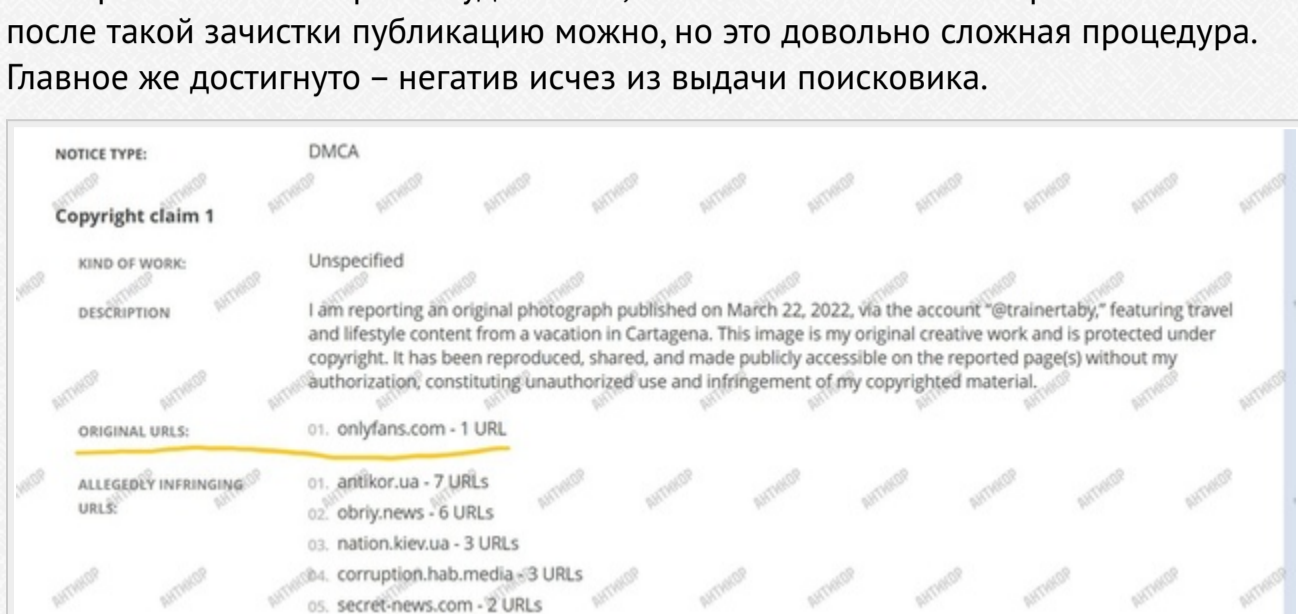 после такой зачистки публикацию можно, но это довольно сложная процедура.
Главное же достигнуто – негатив исчез из выдачи поисковика.
NOTICE TYPE: DMCA
Copyright claim 1
KIND OF WORK: Unspecified
DESCRIPTION I am reporting an original photograph published on March 22, 2022, via the account "@trainertaby," featuring travel
and lifestyle content from a vacation in Cartagena. This image is my original creative work and is protected under
copyright. It has been reproduced, shared, and made publicly accessible on the reported page(s) without my
authorization, constituting unauthorized use and infringement of my copyrighted material.
ORIGINAL URLS: 01. onlyfans.com - 1 URL
ALLEGEDLY INFRINGING URLS: 01. antikor.ua - 7 URLs
02. obriy.news - 6 URLs
03. nation.kiev.ua - 3 URLs
04. corruption.hab.media - 3 URLs
05. secret-news.com - 2 URLs
АНТИКОР